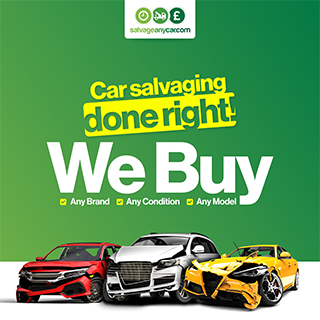 £
salvageanycar.com
Car salvaging
done right!
We Buy
Any Brand Any Condition Any Model